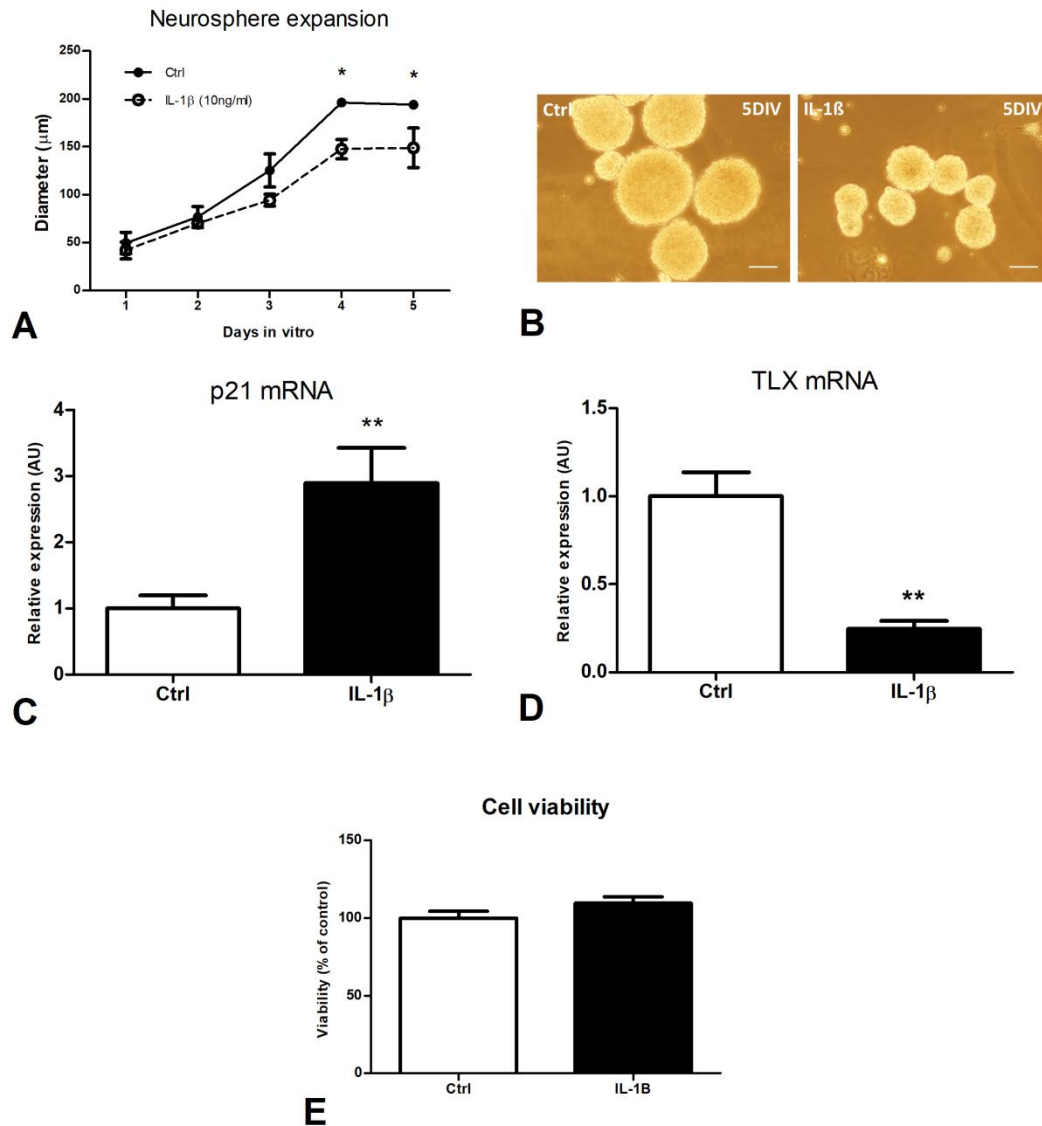 Neurosphere expansion
250
200
150
100
50
0
Diameter (μm)
Ctrl
IL-1β (10ng/ml)
* *
1 2 3 4 5
Days in vitro
A
Ctrl 5DIV
IL-1ß 5DIV
B
p21 mRNA
4
3
2
1
0
Relative expression (AU)
**
Ctrl IL-1β
C
TLX mRNA
1.5
1.0
0.5
0.0
Relative expression (AU)
**
Ctrl IL-1β
D
Cell viability
150
100
50
0
Viability (% of control)
Ctrl IL-1B
E